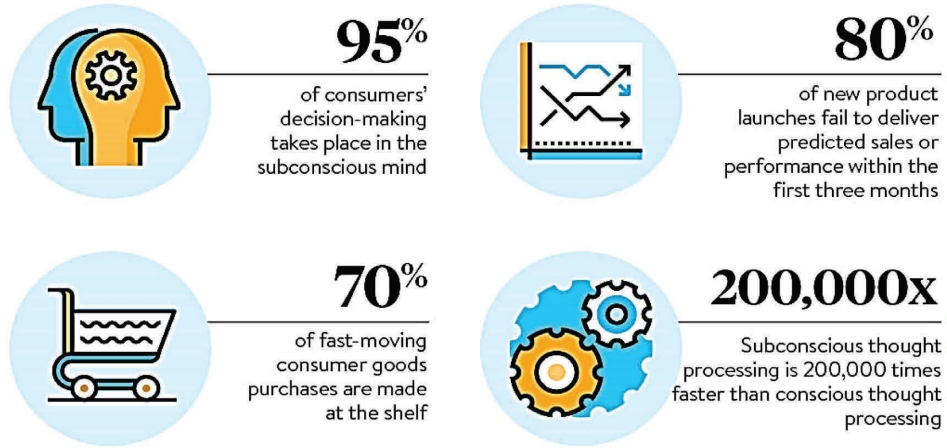 95%
of consumers'
decision-making
takes place in the
subconscious mind
80%
of new product
launches fail to deliver
predicted sales or
performance within the
first three months
70%
of fast-moving
consumer goods
purchases are made
at the shelf
200,000x
Subconscious thought
processing is 200,000 times
faster than conscious thought
processing